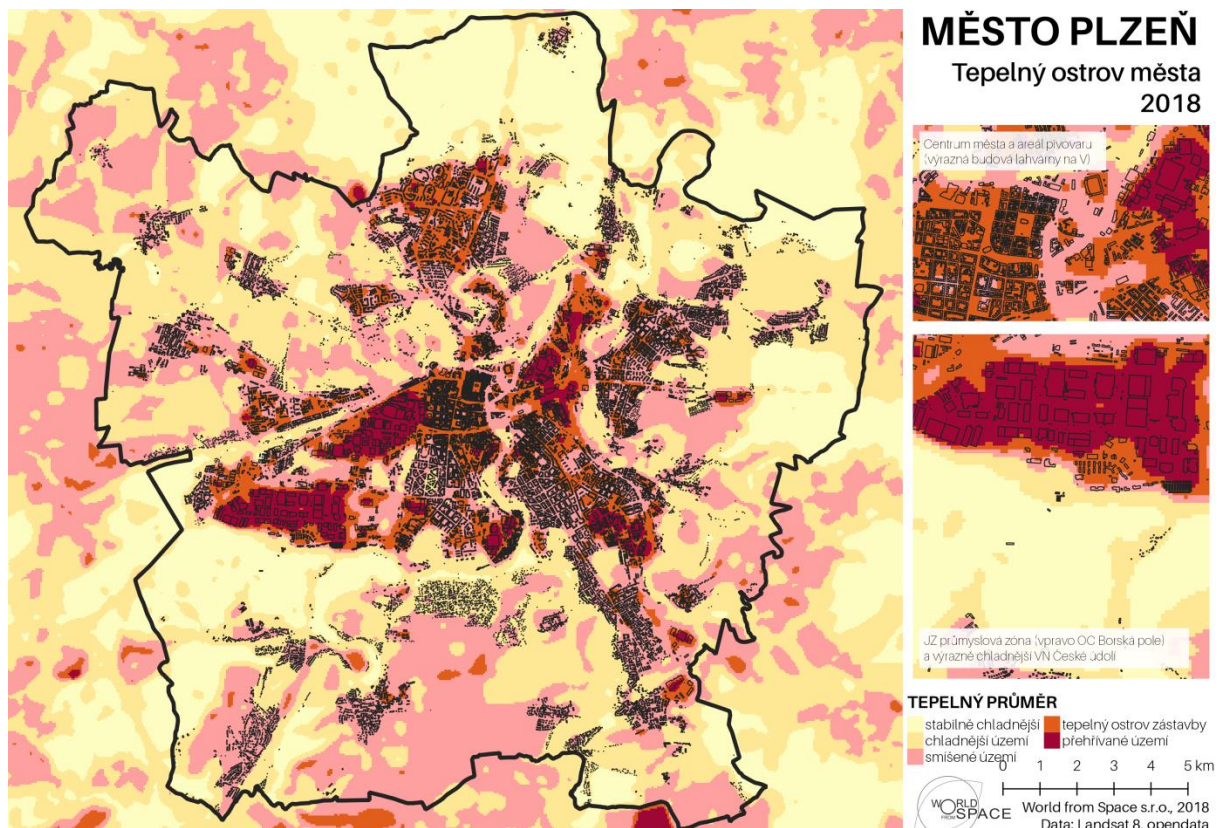 MĚSTO PLZEŇ
Tepelný ostrov města
2018
Centrum města a areál pivovaru
(výrazná budová lahvárny na V)
JZ průmyslová zóna (vpravo OC Borská pole)
a výrazně chladnější VN České údolí
TEPELNÝ PRŮMĚR
stabilně chladnější
tepelný ostrov zástavby
chladnější území
přehřívané území
smíšené území
0 1 2 3 4 5 km
WORLD
FROM SPACE
World from Space s.r.o., 2018
Data: Landsat 8, opendata